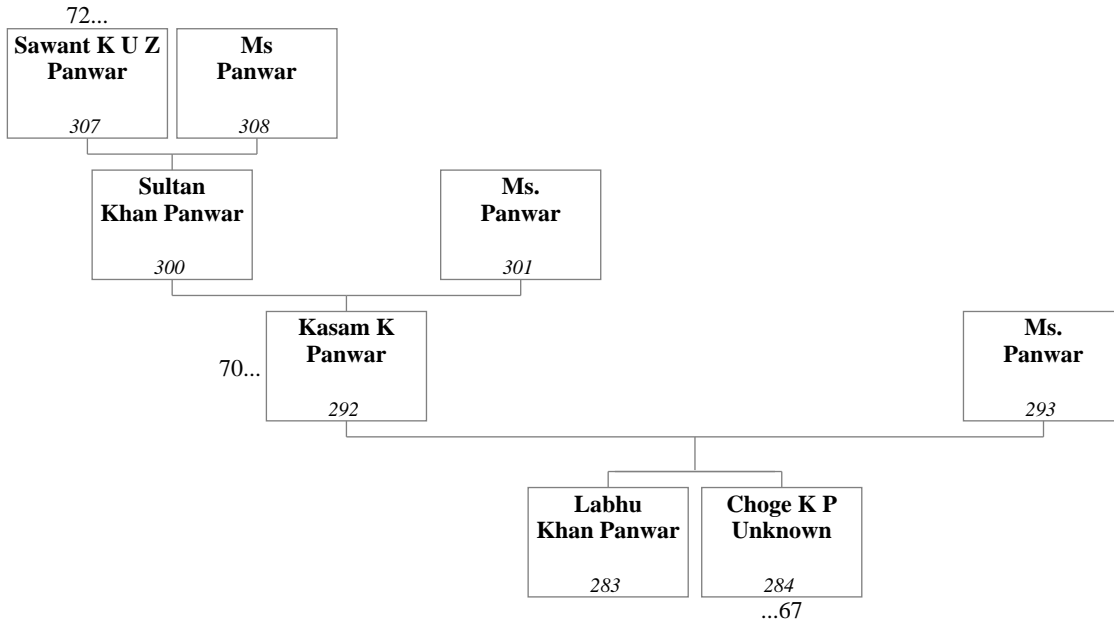 72...
Sawant K U Z
Panwar
307
Ms
Panwar
308
Sultan
Khan Panwar
300
Ms.
Panwar
301
Kasam K
Panwar
292
70...
Ms.
Panwar
293
Labhu
Khan Panwar
283
Choge K P
Unknown
284
...67